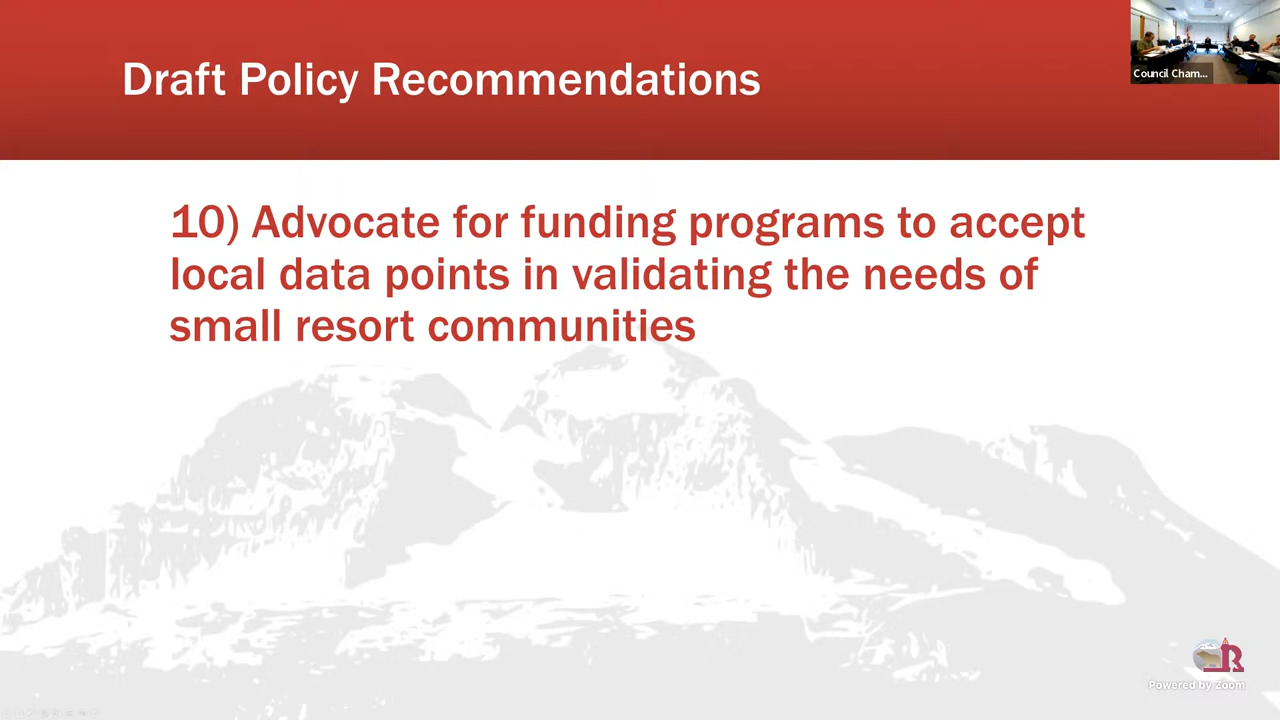 Draft Policy Recommendations
Council Cham...
10) Advocate for funding programs to accept
local data points in validating the needs of
small resort communities
R
Powered by Zoom